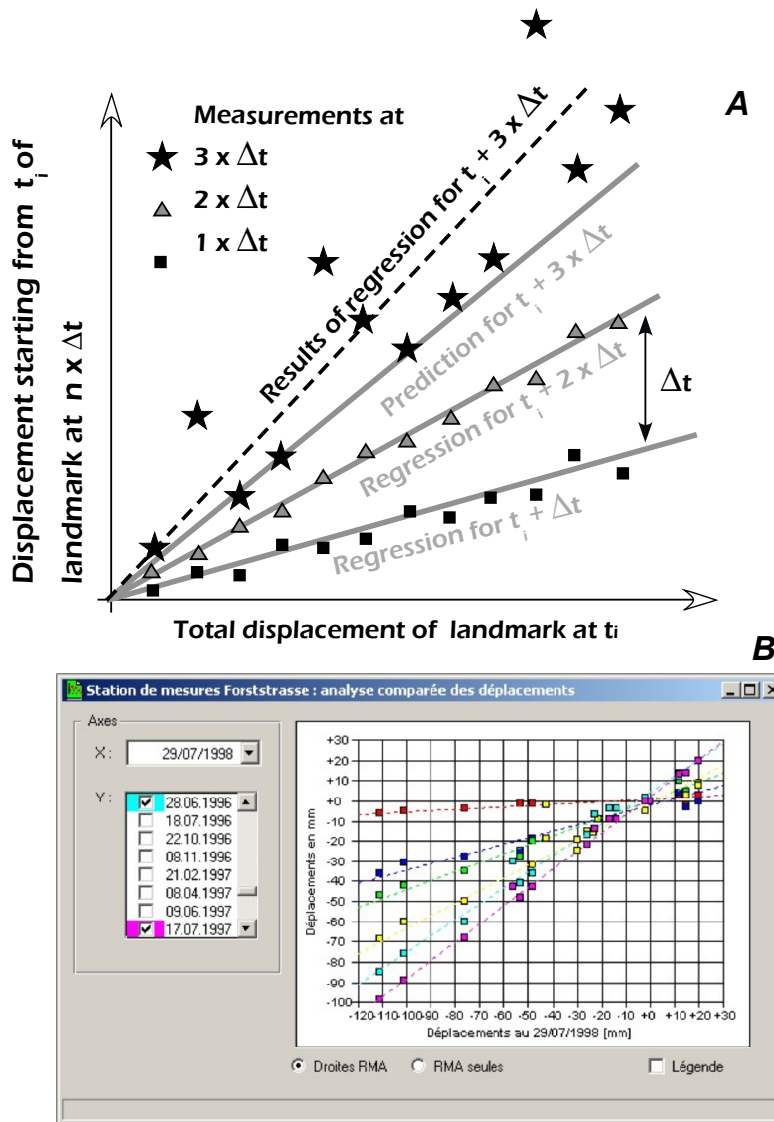 A
Measurements at
3 x Δt
2 x Δt
1 x Δt
Displacement starting from ti of
landmark at n x Δt
Results of regression for ti + 3 x Δt
Prediction for ti + 3 x Δt
Regression for ti + 2 x Δt
Regression for ti + Δt
Δt
Total displacement of landmark at ti
B
Station de mesures Forststrasse : analyse comparée des déplacements
Axes
X : 29/07/1998
Y :
28.06.1996
18.07.1996
22.10.1996
08.11.1996
21.02.1997
08.04.1997
09.06.1997
17.07.1997
Déplacements en mm
+30
+20
+10
+0
-10
-20
-30
-40
-50
-60
-70
-80
-90
-100
-120 -110 -100 -90 -80 -70 -60 -50 -40 -30 -20 -10 +0 +10 +20 +30
Déplacements au 29/07/1998 [mm]
Droites RMA
RMA seules
Légende